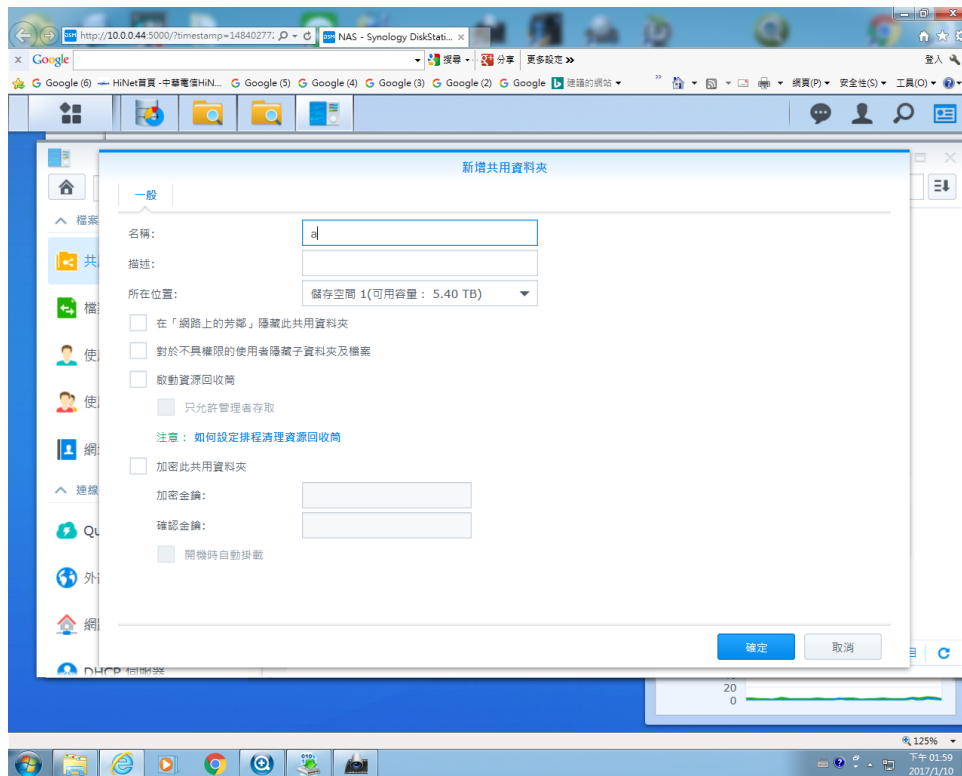 http://10.0.0.44:5000/?timestamp=148402772
NAS - Synology DiskStati...
x Google 搜尋 分享 更多設定 » 登入
Google (6) HiNet首頁 -中華電信HiN... Google (5) Google (4) Google (3) Google (2) Google 建議的網站 網頁(P) 安全性(S) 工具(O)
新增共用資料夾
一般
檔案
名稱: a
共
描述:
所在位置: 儲存空間 1(可用容量： 5.40 TB)
檔
在「網路上的芳鄰」隱藏此共用資料夾
使
對於不具權限的使用者隱藏子資料夾及檔案
啟動資源回收筒
使
只允許管理者存取
注意： 如何設定排程清理資源回收筒
網
加密此共用資料夾
連線
加密金鑰:
確認金鑰:
Qu
開機時自動掛載
外
網
確定 取消
DHCP 伺服器
20
0
125%
下午 01:59
2017/1/10